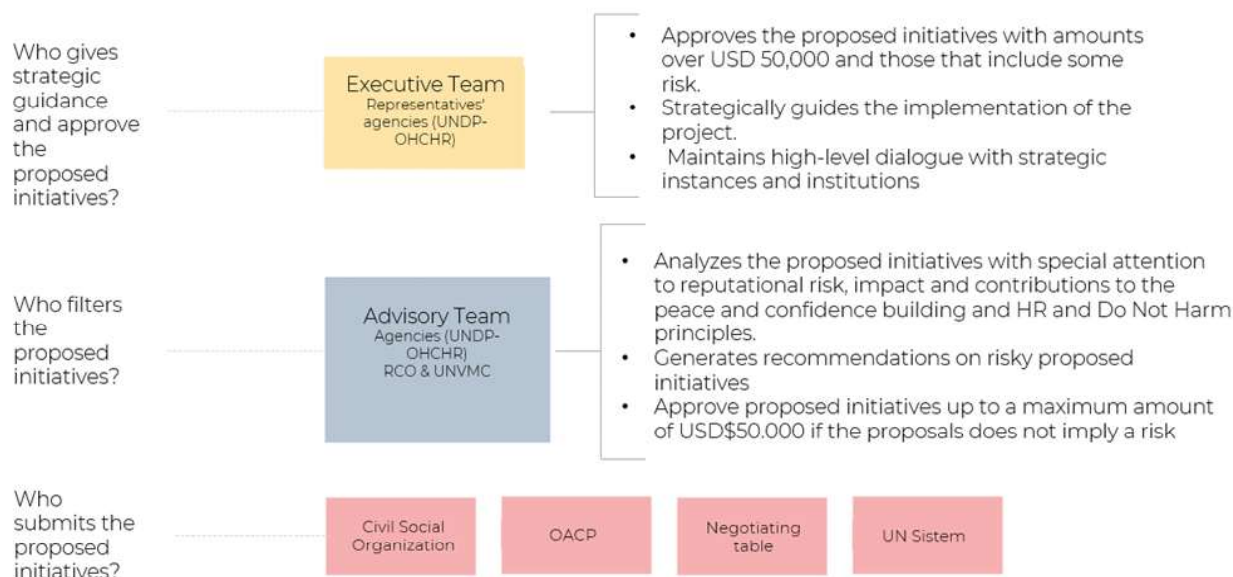 Who gives
strategic
guidance
and approve
the
proposed
initiatives?
Executive Team
Representatives'
agencies (UNDP-
OHCHR)
• Approves the proposed initiatives with amounts
over USD 50,000 and those that include some
risk.
• Strategically guides the implementation of the
project.
• Maintains high-level dialogue with strategic
instances and institutions
Who filters
the
proposed
initiatives?
Advisory Team
Agencies (UNDP-
OHCHR)
RCO & UNVMC
• Analyzes the proposed initiatives with special attention
to reputational risk, impact and contributions to the
peace and confidence building and HR and Do Not Harm
principles.
• Generates recommendations on risky proposed
initiatives
• Approve proposed initiatives up to a maximum amount
of USD$50.000 if the proposals does not imply a risk
Who
submits the
proposed
initiatives?
Civil Social
Organization
OACP
Negotiating
table
UN Sistem